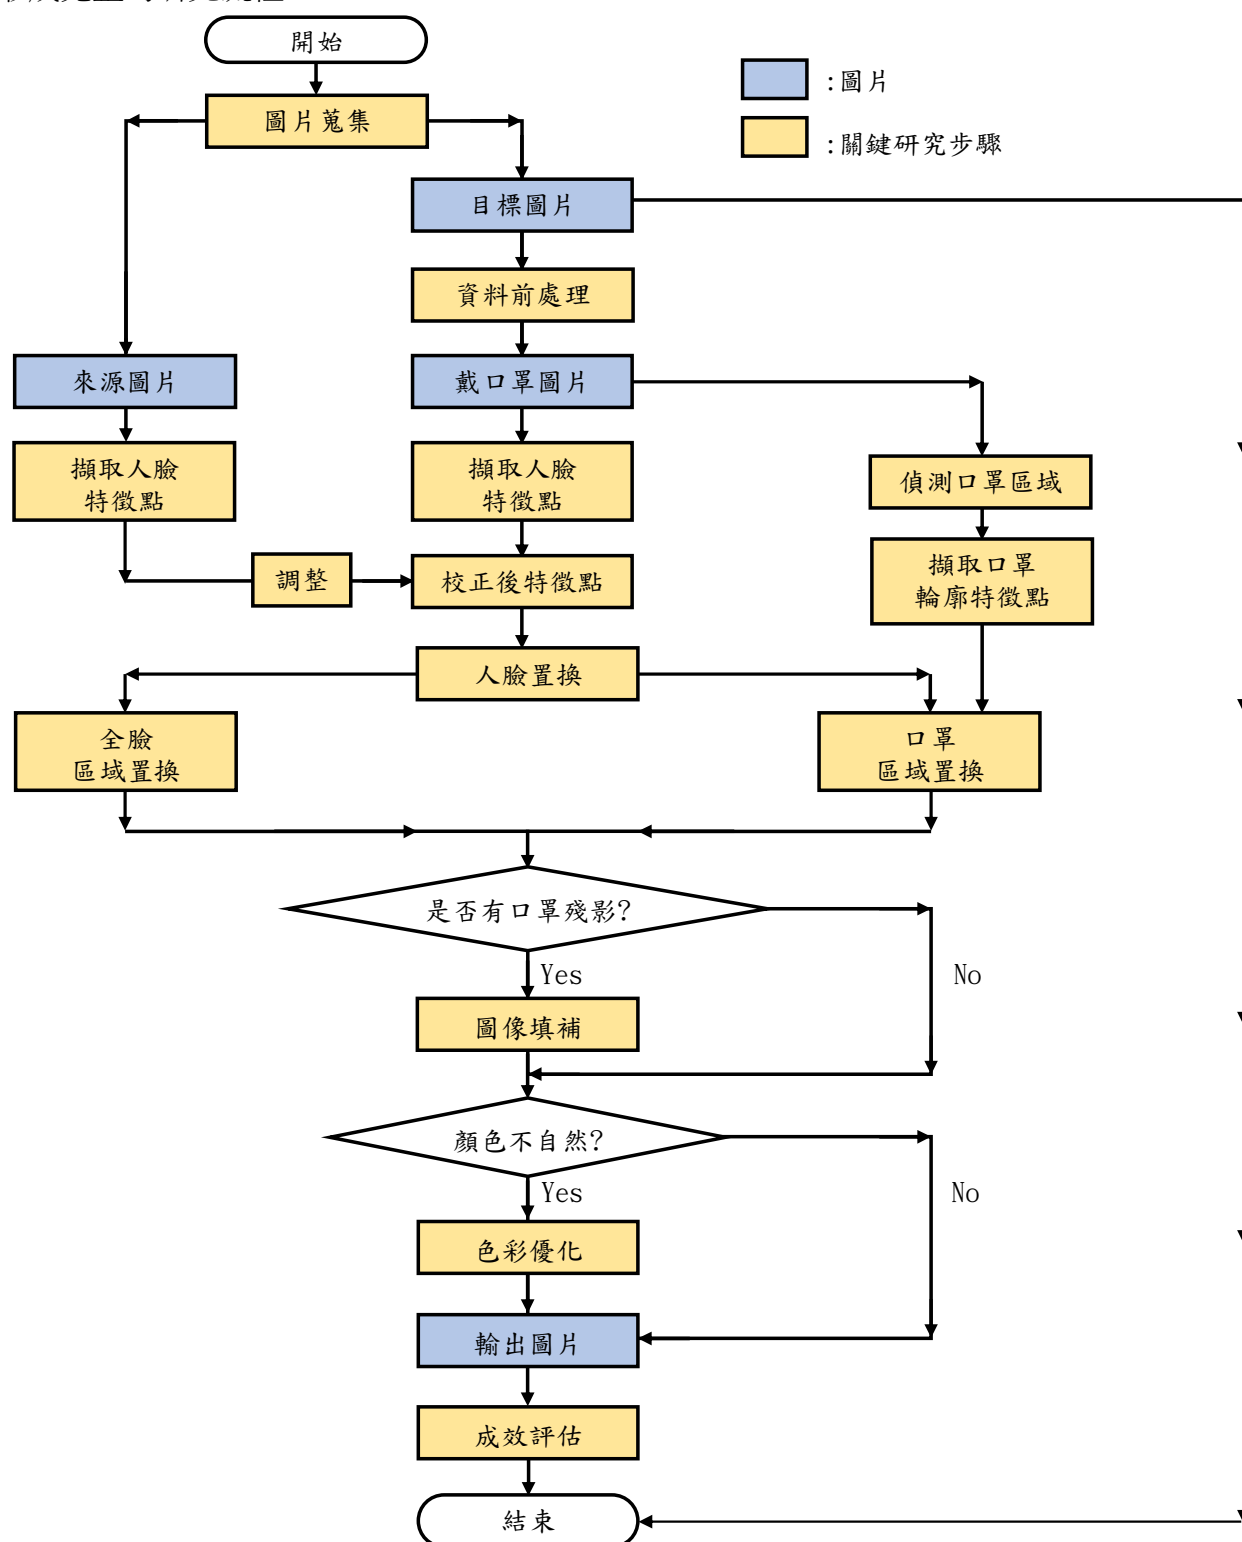 開始
:圖片
圖片蒐集
:關鍵研究步驟
目標圖片
資料前處理
來源圖片
戴口罩圖片
擷取人臉
特徵點
擷取人臉
特徵點
偵測口罩區域
調整
校正後特徵點
擷取口罩
輪廓特徵點
人臉置換
全臉
區域置換
口罩
區域置換
是否有口罩殘影?
Yes
No
圖像填補
顏色不自然?
Yes
No
色彩優化
輸出圖片
成效評估
結束